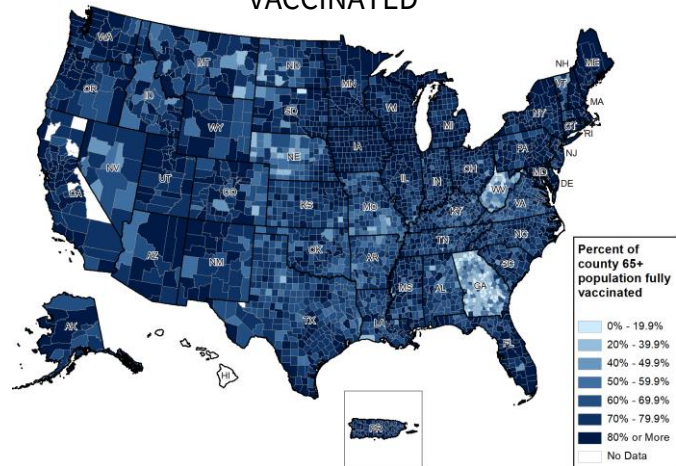 VACCINATED
WA
MT
ND
MN
NH
VT
ME
OR
ID
SD
WI
NY
MA
WY
MI
CT
RI
NV
NE
IA
PA
NJ
CA
UT
CO
IL
IN
OH
MD
DE
KS
MO
WV
VA
KY
AZ
NM
OK
AR
TN
NC
SC
MS
AL
GA
TX
LA
FL
AK
HI
PR
Percent of
county 65+
population fully
vaccinated
0% - 19.9%
20% - 39.9%
40% - 49.9%
50% - 59.9%
60% - 69.9%
70% - 79.9%
80% or More
No Data